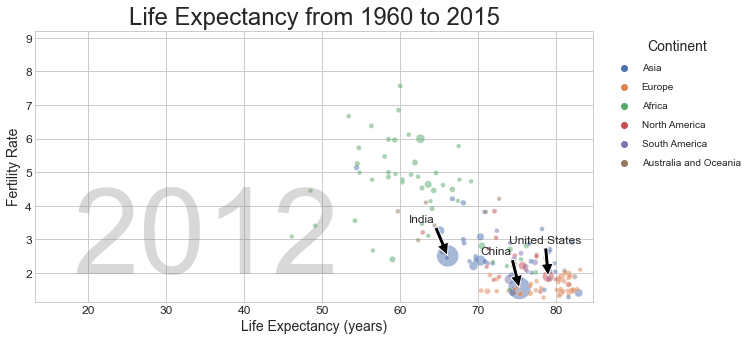 Life Expectancy from 1960 to 2015
9
8
7
6
5
4
3
2
Fertility Rate
2012
India
China
United States
20
30
40
50
60
70
80
Life Expectancy (years)
Continent
Asia
Europe
Africa
North America
South America
Australia and Oceania